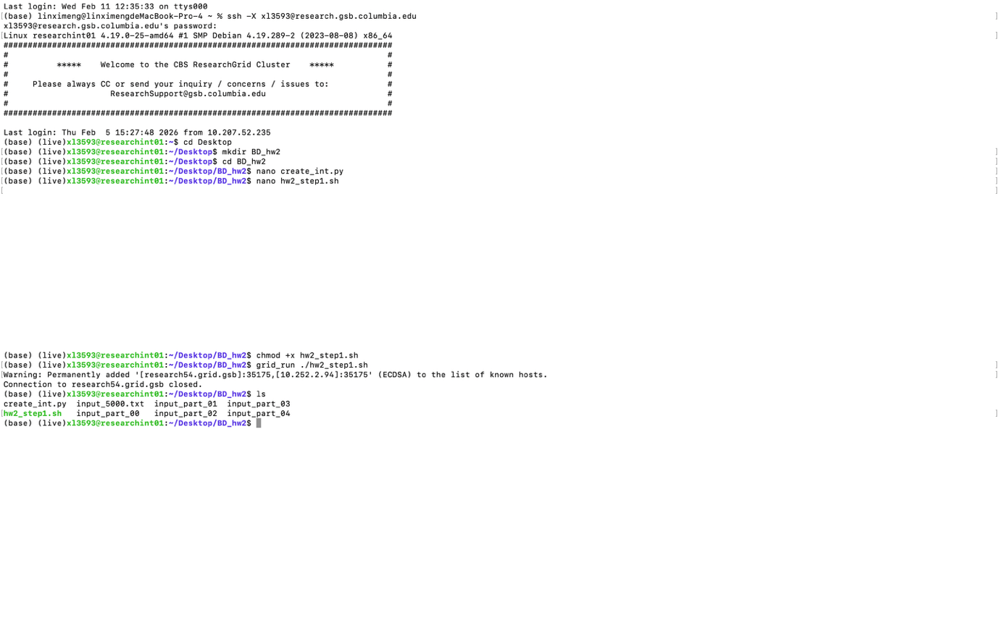 Last login: Wed Feb 11 12:35:33 on ttys000
[(base) linximeng@linximengdeMacBook-Pro-4 ~ % ssh -X xl3593@research.gsb.columbia.edu ]
xl3593@research.gsb.columbia.edu's password:
[Linux researchint01 4.19.0-25-amd64 #1 SMP Debian 4.19.289-2 (2023-08-08) x86_64 ]
################################################################################
#                                                                              #
#          *****    Welcome to the CBS ResearchGrid Cluster    *****           #
#                                                                              #
#     Please always CC or send your inquiry / concerns / issues to:            #
#                     ResearchSupport@gsb.columbia.edu                         #
#                                                                              #
################################################################################
Last login: Thu Feb  5 15:27:48 2026 from 10.207.52.235
(base) (live)xl3593@researchint01:~$ cd Desktop
[(base) (live)xl3593@researchint01:~/Desktop$ mkdir BD_hw2 ]
[(base) (live)xl3593@researchint01:~/Desktop$ cd BD_hw2 ]
[(base) (live)xl3593@researchint01:~/Desktop/BD_hw2$ nano create_int.py ]
[(base) (live)xl3593@researchint01:~/Desktop/BD_hw2$ nano hw2_step1.sh ]
[ ]
(base) (live)xl3593@researchint01:~/Desktop/BD_hw2$ chmod +x hw2_step1.sh
[(base) (live)xl3593@researchint01:~/Desktop/BD_hw2$ grid_run ./hw2_step1.sh ]
[Warning: Permanently added '[research54.grid.gsb]:35175,[10.252.2.94]:35175' (ECDSA) to the list of known hosts. ]
Connection to research54.grid.gsb closed.
(base) (live)xl3593@researchint01:~/Desktop/BD_hw2$ ls
create_int.py  input_5000.txt  input_part_01  input_part_03
[hw2_step1.sh   input_part_00   input_part_02  input_part_04 ]
(base) (live)xl3593@researchint01:~/Desktop/BD_hw2$